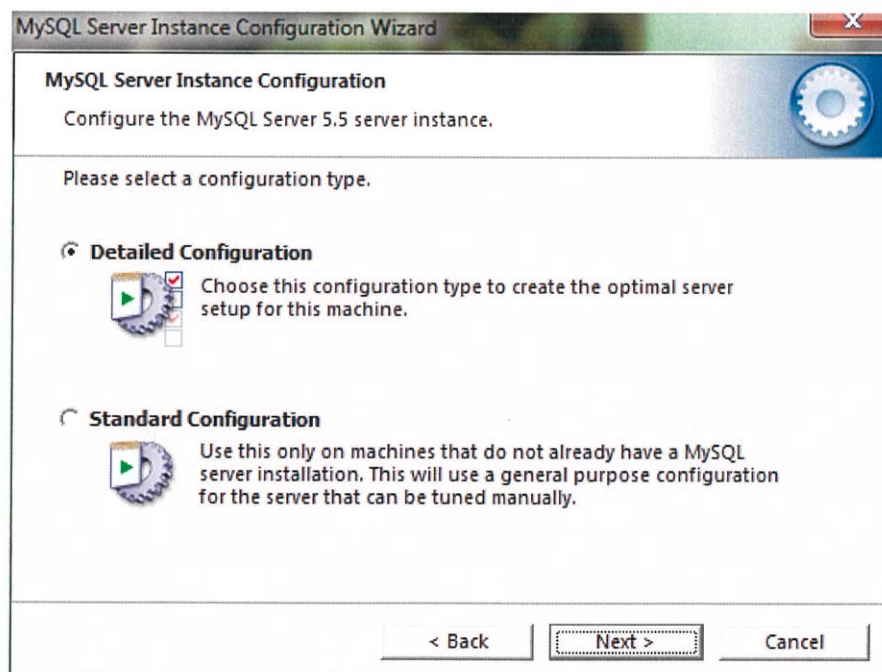 MySQL Server Instance Configuration Wizard
X
MySQL Server Instance Configuration
Configure the MySQL Server 5.5 server instance.
Please select a configuration type.
Detailed Configuration
Choose this configuration type to create the optimal server
setup for this machine.
Standard Configuration
Use this only on machines that do not already have a MySQL
server installation. This will use a general purpose configuration
for the server that can be tuned manually.
< Back
Next >
Cancel